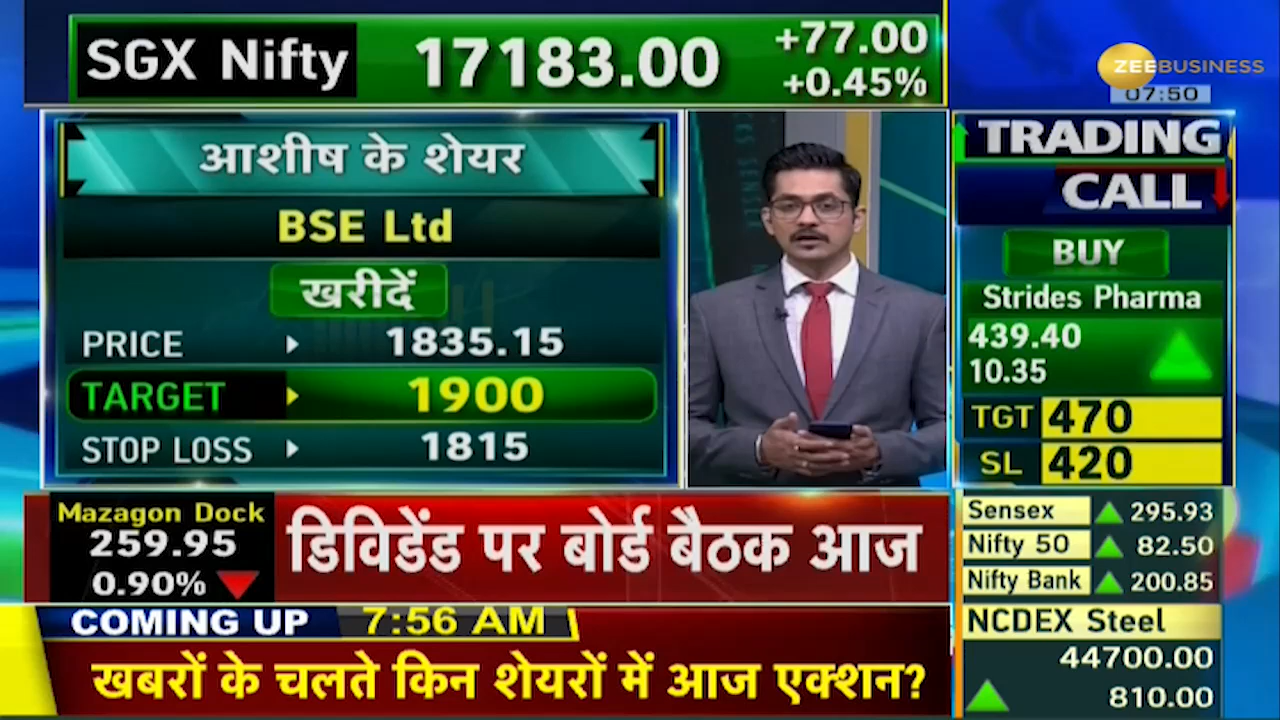 SGX Nifty 17183.00 +77.00
+0.45%
ZEEBUSINESS
07:50
आशीष के शेयर
BSE Ltd
खरीदें
PRICE 1835.15
TARGET 1900
STOP LOSS 1815
TRADING
CALL
BUY
Strides Pharma
439.40
10.35
TGT 470
SL 420
Mazagon Dock
259.95
0.90%
डिविडेंड पर बोर्ड बैठक आज
Sensex 295.93
Nifty 50 82.50
Nifty Bank 200.85
NCDEX Steel
44700.00
810.00
COMING UP 7:56 AM
खबरों के चलते किन शेयरों में आज एक्शन?